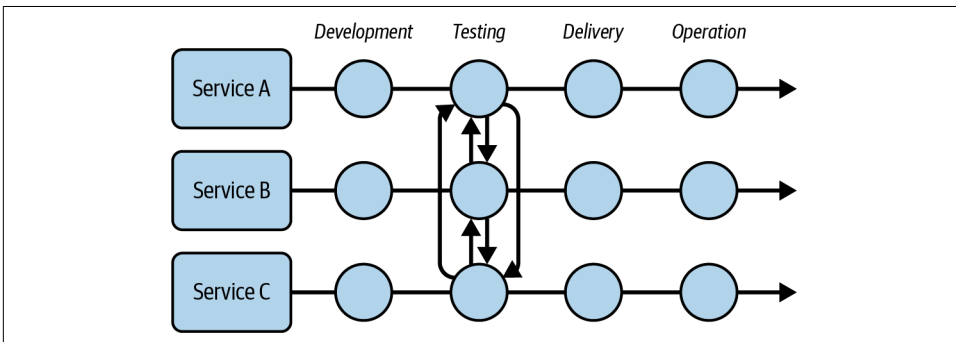 Development Testing Delivery Operation
Service A
Service B
Service C